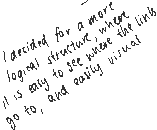 I decided for a more
logical structure, where
it is easy to see where the links
go to, and easily visual